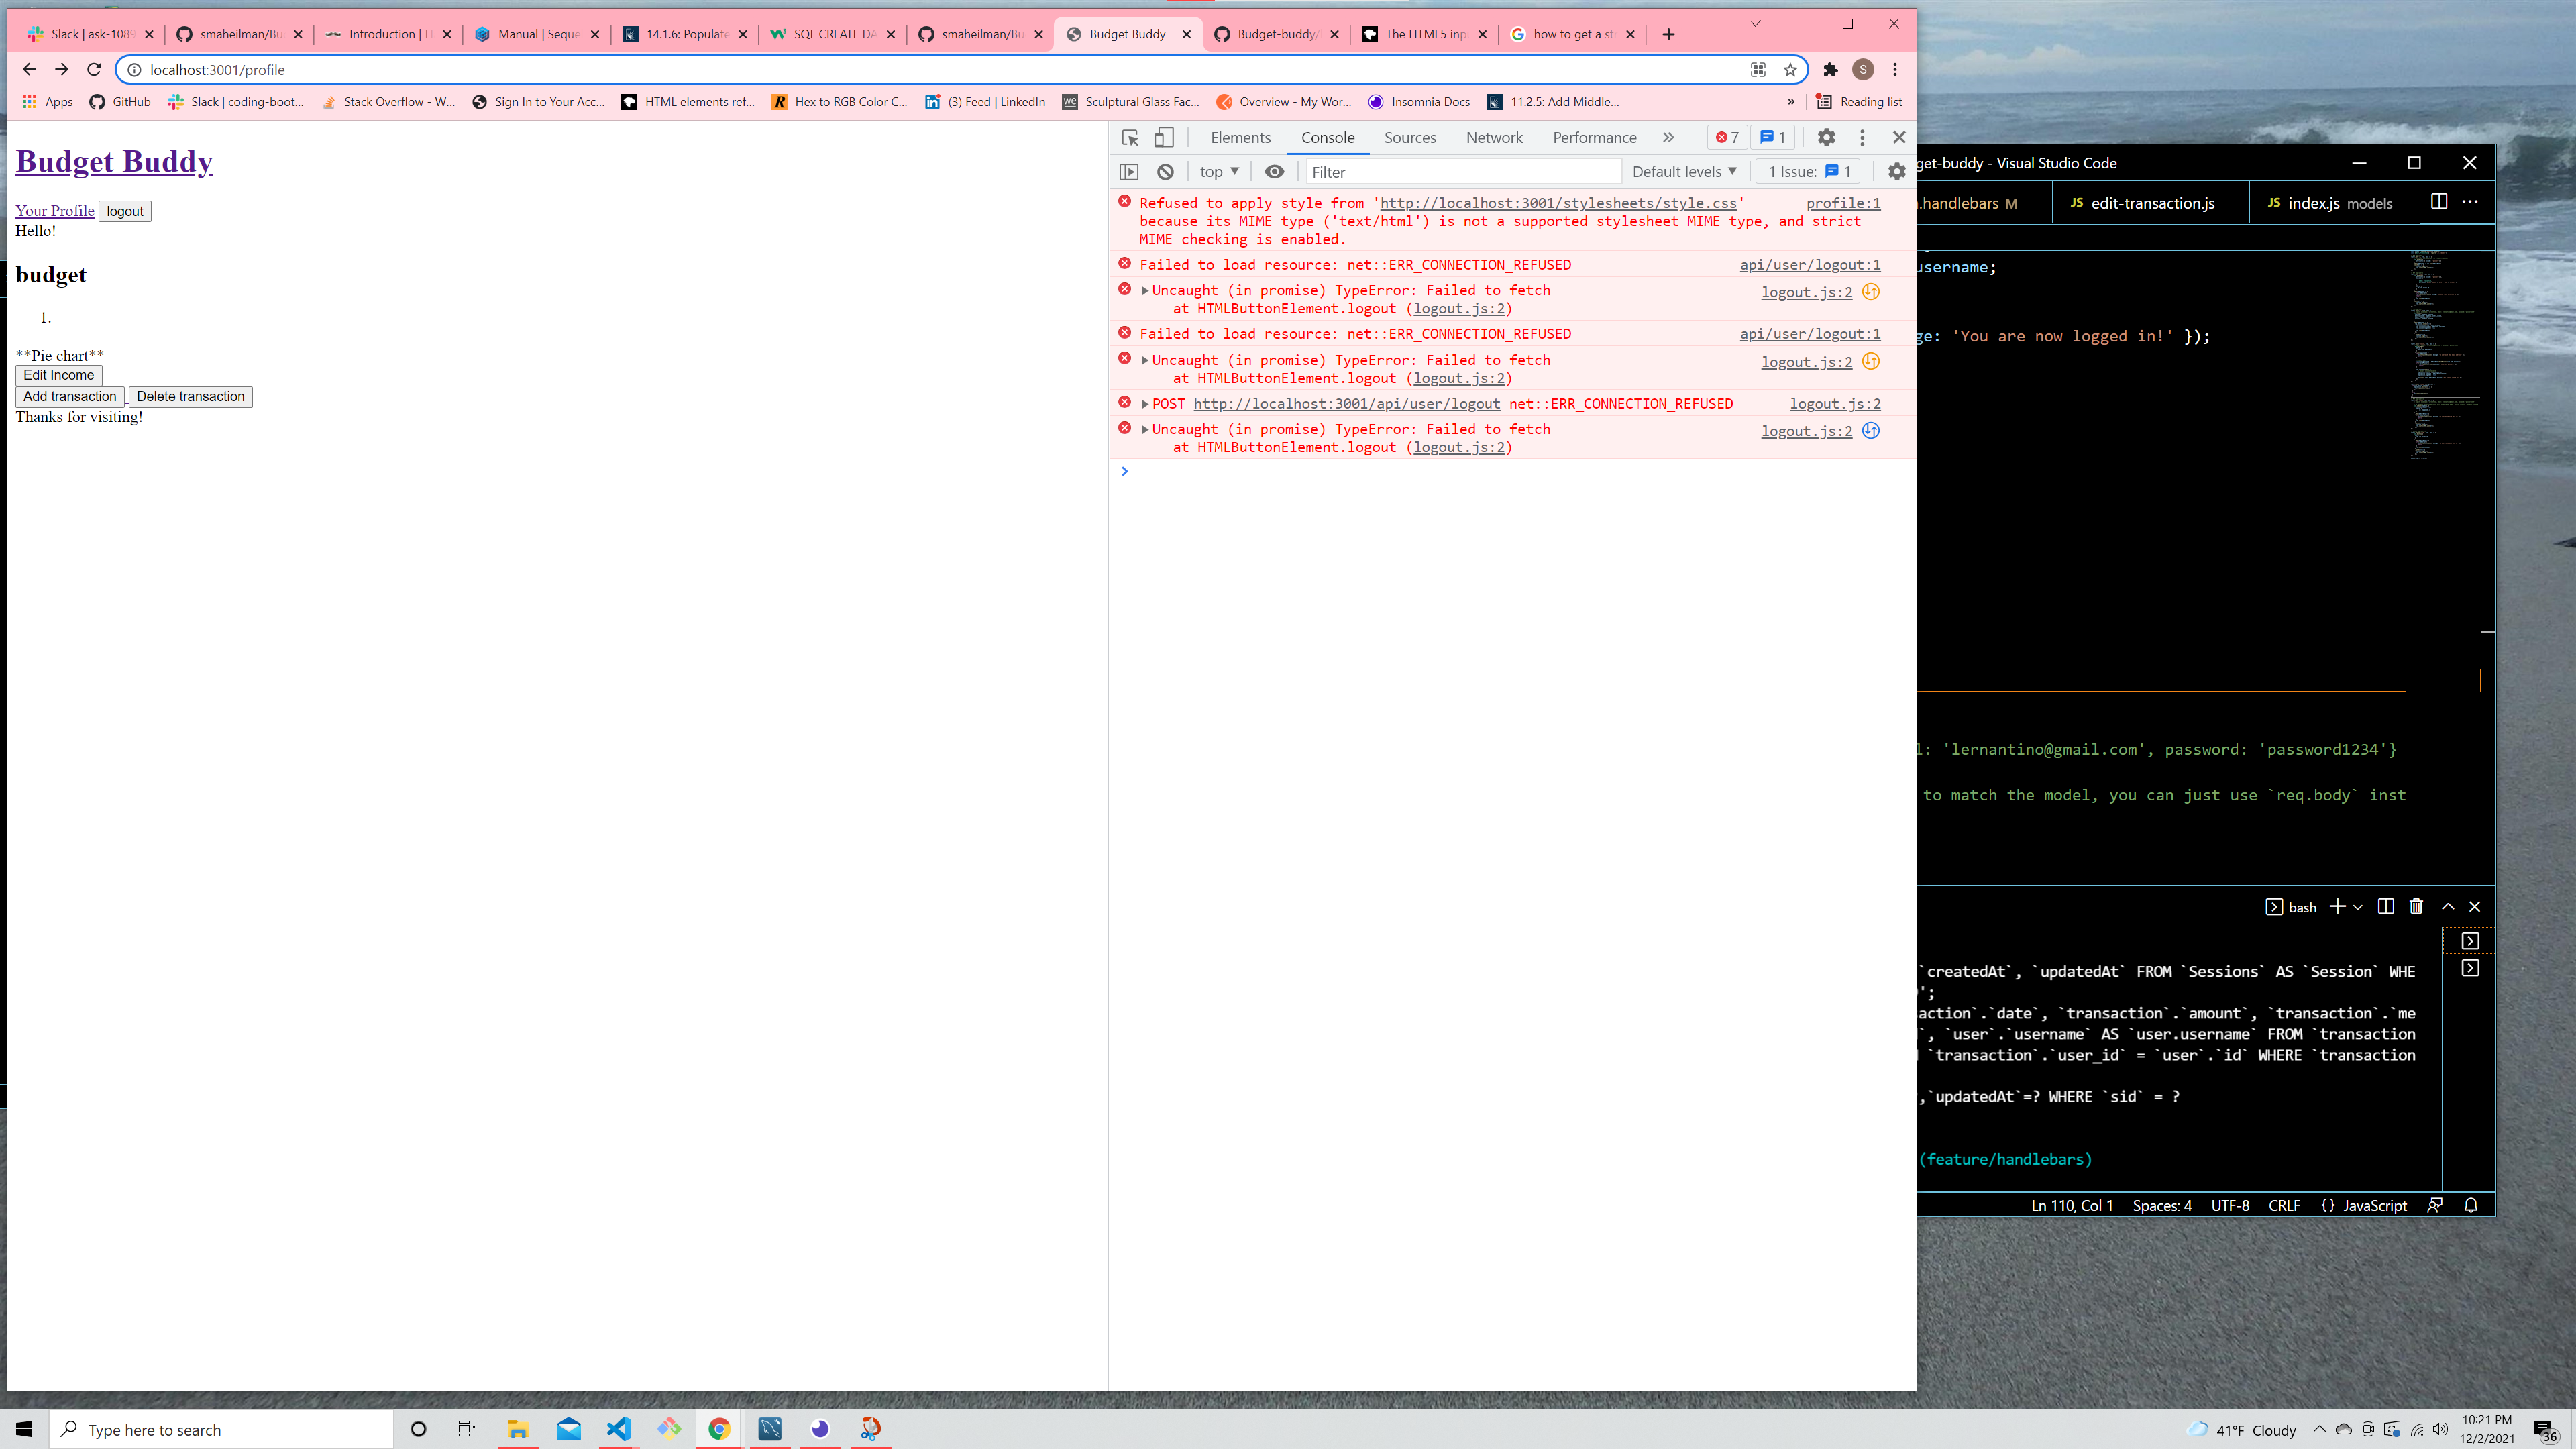 Slack | ask-1089
smaheilman/Bu
Introduction | H
Manual | Seque
14.1.6: Populate
SQL CREATE DA
smaheilman/Bu
Budget Buddy
Budget-buddy/
The HTML5 inp
how to get a st
localhost:3001/profile
S
Apps
GitHub
Slack | coding-boot...
Stack Overflow - W...
Sign In to Your Acc...
HTML elements ref...
Hex to RGB Color C...
(3) Feed | LinkedIn
Sculptural Glass Fac...
Overview - My Wor...
Insomnia Docs
11.2.5: Add Middle...
»
Reading list
Budget Buddy
Your Profile logout
Hello!
budget
1.
**Pie chart**
Edit Income
Add transaction Delete transaction
Thanks for visiting!
Elements Console Sources Network Performance » 7 1
top ▼ Filter Default levels ▼ 1 Issue: 1
Refused to apply style from 'http://localhost:3001/stylesheets/style.css' profile:1
because its MIME type ('text/html') is not a supported stylesheet MIME type, and strict
MIME checking is enabled.
Failed to load resource: net::ERR_CONNECTION_REFUSED api/user/logout:1
Uncaught (in promise) TypeError: Failed to fetch logout.js:2
at HTMLButtonElement.logout (logout.js:2)
Failed to load resource: net::ERR_CONNECTION_REFUSED api/user/logout:1
Uncaught (in promise) TypeError: Failed to fetch logout.js:2
at HTMLButtonElement.logout (logout.js:2)
POST http://localhost:3001/api/user/logout net::ERR_CONNECTION_REFUSED logout.js:2
Uncaught (in promise) TypeError: Failed to fetch logout.js:2
at HTMLButtonElement.logout (logout.js:2)
get-buddy - Visual Studio Code
.handlebars M
JS edit-transaction.js
JS index.js models
username;
ge: 'You are now logged in!' });
l: 'lernantino@gmail.com', password: 'password1234'}
to match the model, you can just use `req.body` inst
bash
`createdAt`, `updatedAt` FROM `Sessions` AS `Session` WHE
';
action`.`date`, `transaction`.`amount`, `transaction`.`me
`, `user`.`username` AS `user.username` FROM `transaction
`transaction`.`user_id` = `user`.`id` WHERE `transaction
,`updatedAt`=? WHERE `sid` = ?
(feature/handlebars)
Ln 110, Col 1 Spaces: 4 UTF-8 CRLF {} JavaScript
Type here to search
41°F Cloudy
10:21 PM
12/2/2021
36